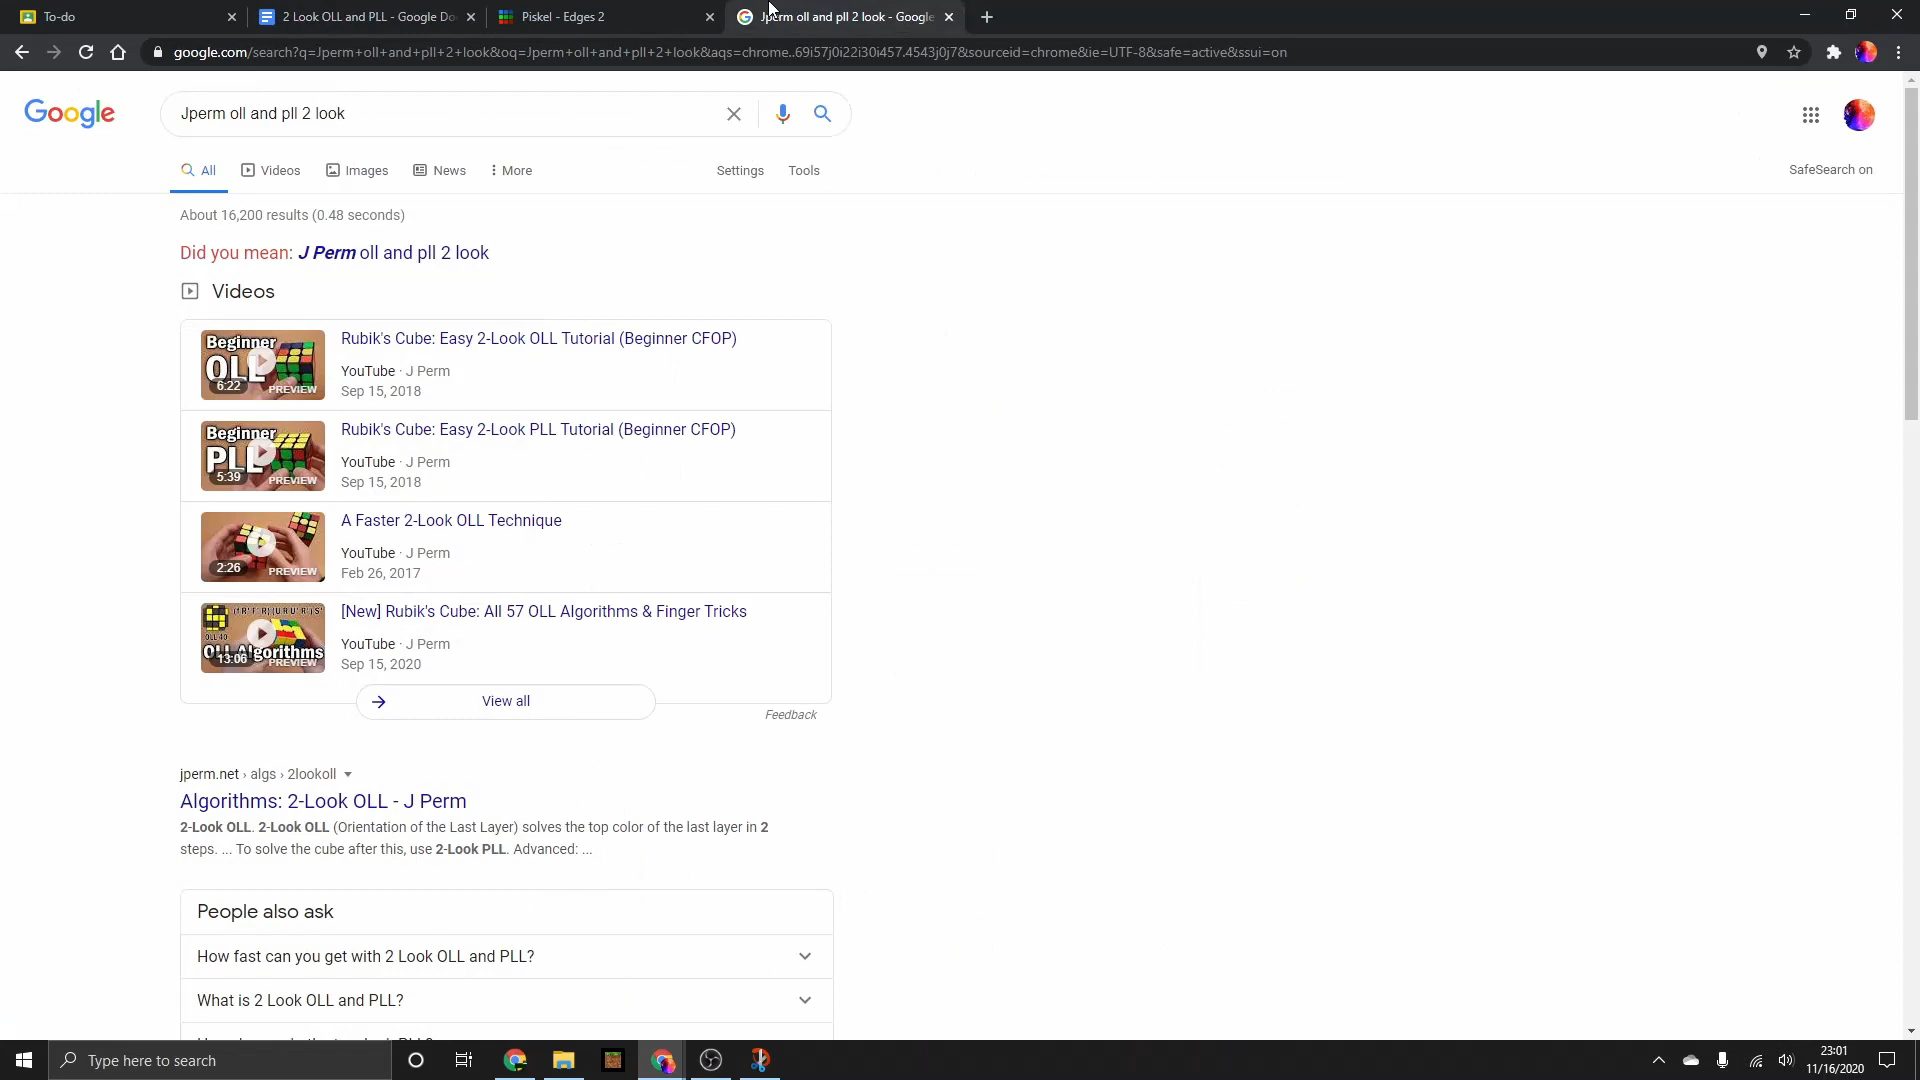 To-do
2 Look OLL and PLL - Google Do
Piskel - Edges 2
Jperm oll and pll 2 look - Google
google.com/search?q=Jperm+oll+and+pll+2+look&oq=Jperm+oll+and+pll+2+look&aqs=chrome..69i57j0i22i30i457.4543j0j7&sourceid=chrome&ie=UTF-8&safe=active&ssui=on
Google
Jperm oll and pll 2 look
All
Videos
Images
News
More
Settings
Tools
SafeSearch on
About 16,200 results (0.48 seconds)
Did you mean: J Perm oll and pll 2 look
Videos
Beginner
OLL
6:22
PREVIEW
Rubik's Cube: Easy 2-Look OLL Tutorial (Beginner CFOP)
YouTube · J Perm
Sep 15, 2018
Beginner
PLL
5:39
PREVIEW
Rubik's Cube: Easy 2-Look PLL Tutorial (Beginner CFOP)
YouTube · J Perm
Sep 15, 2018
2:26
PREVIEW
A Faster 2-Look OLL Technique
YouTube · J Perm
Feb 26, 2017
OLL 40
OLL Algorithms
13:06
PREVIEW
[New] Rubik's Cube: All 57 OLL Algorithms & Finger Tricks
YouTube · J Perm
Sep 15, 2020
View all
Feedback
jperm.net › algs › 2lookoll
Algorithms: 2-Look OLL - J Perm
2-Look OLL. 2-Look OLL (Orientation of the Last Layer) solves the top color of the last layer in 2
steps. ... To solve the cube after this, use 2-Look PLL. Advanced: ...
People also ask
How fast can you get with 2 Look OLL and PLL?
What is 2 Look OLL and PLL?
Type here to search
23:01
11/16/2020